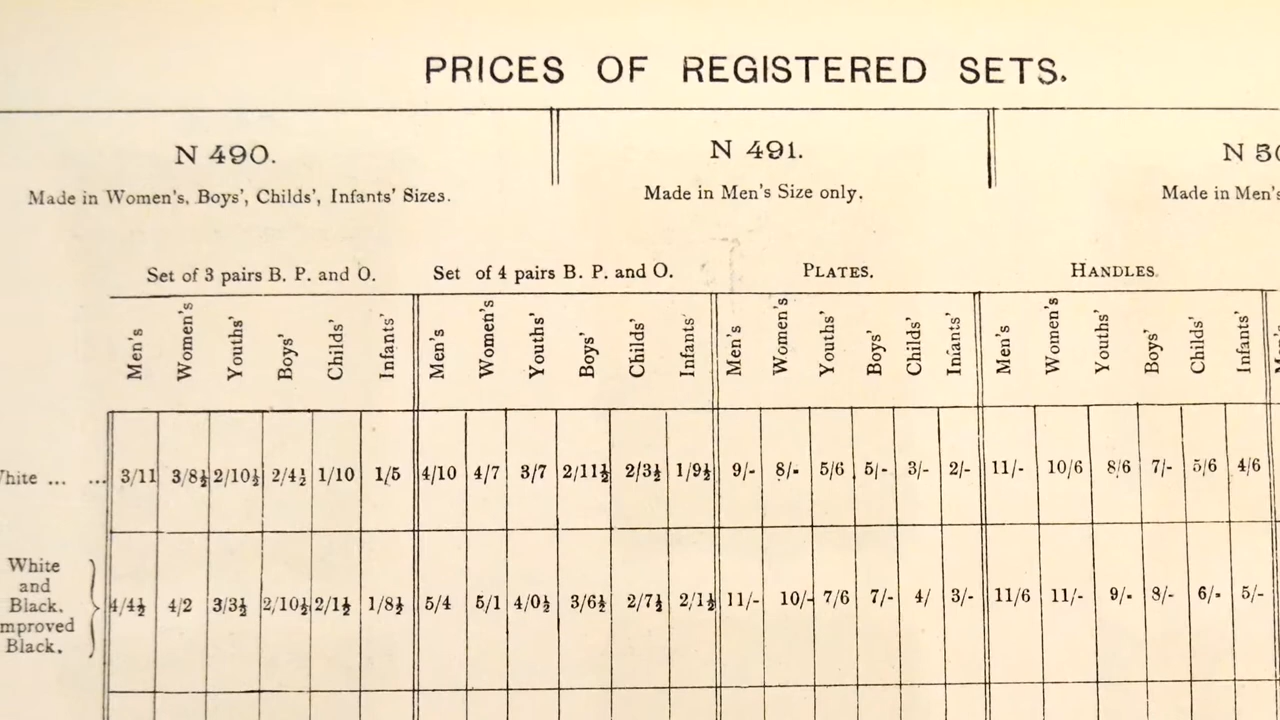 PRICES OF REGISTERED SETS.
N 490. N 491.
Made in Women's, Boys', Childs', Infants' Sizes. Made in Men's Size only. Made in Men's
Set of 3 pairs B. P. and O. Set of 4 pairs B. P. and O. PLATES. HANDLES.
Men's Women's Youths' Boys' Childs' Infants' Men's Women's Youths' Boys' Childs' Infants' Men's Women's Youths' Boys' Childs' Infants' Men's Women's Youths' Boys' Childs' Infants' Men's
White ... ... 3/11 3/8½ 2/10½ 2/4½ 1/10 1/5 4/10 4/7 3/7 2/11½ 2/3½ 1/9½ 9/- 8/- 5/6 5/- 3/- 2/- 11/- 10/6 8/6 7/- 5/6 4/6
White
and
Black. 4/4½ 4/2 3/3½ 2/10½ 2/1½ 1/8½ 5/4 5/1 4/0½ 3/6½ 2/7½ 2/1½ 11/- 10/- 7/6 7/- 4/ 3/- 11/6 11/- 9/- 8/- 6/- 5/-
mproved
Black.